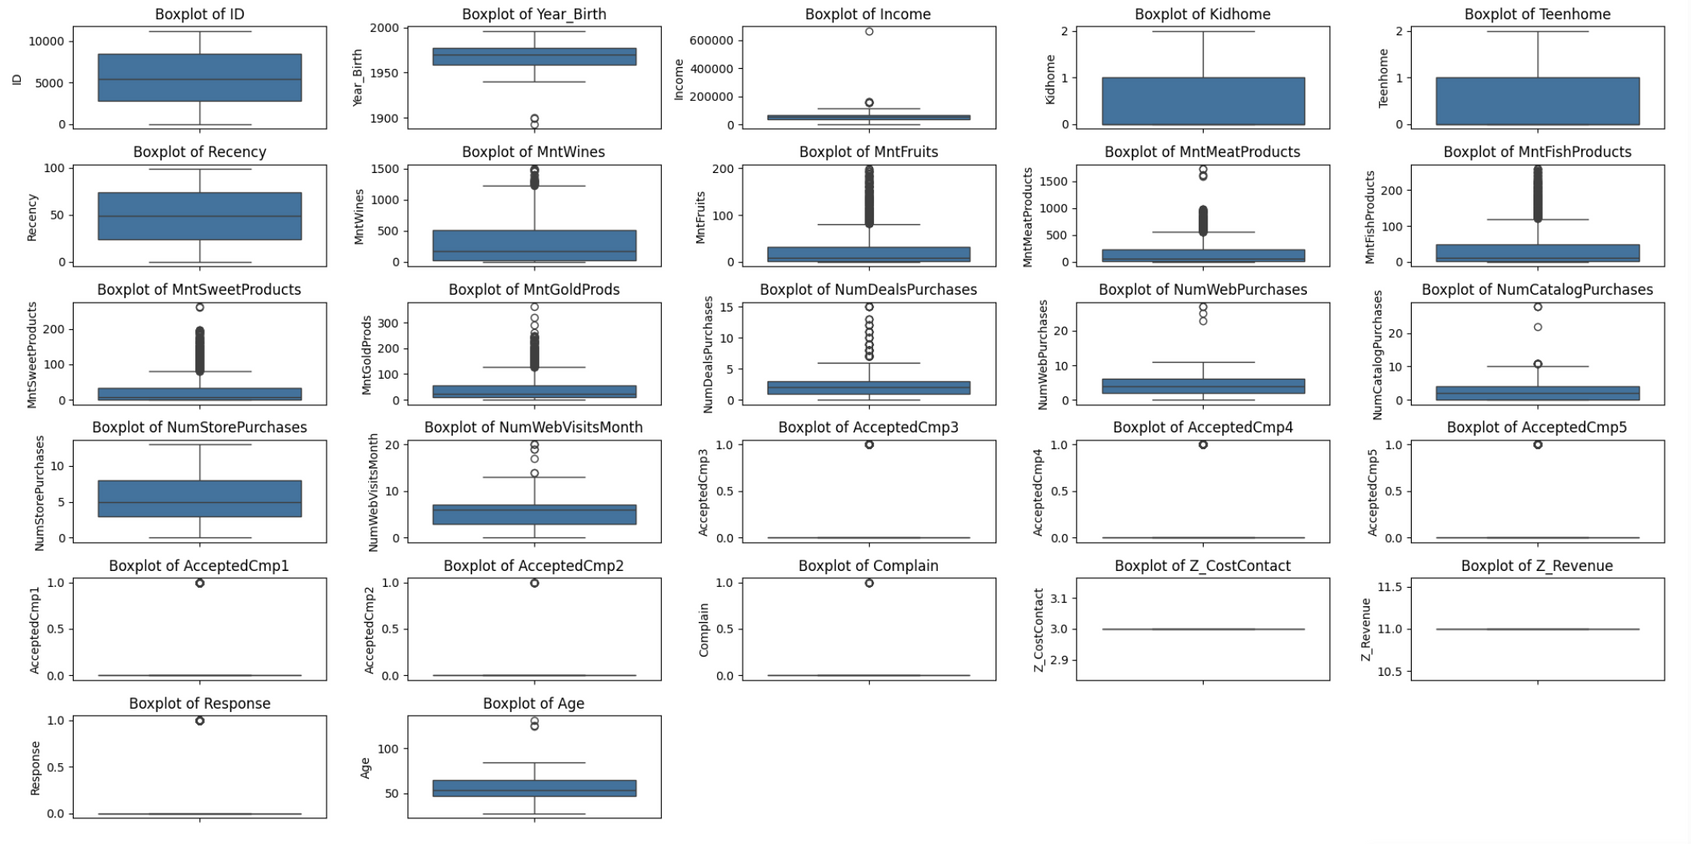 Boxplot of ID
10000
5000
0
ID
Boxplot of Year_Birth
2000
1950
1900
Year_Birth
Boxplot of Income
600000
400000
200000
0
Income
Boxplot of Kidhome
2
1
0
Kidhome
Boxplot of Teenhome
2
1
0
Teenhome
Boxplot of Recency
100
50
0
Recency
Boxplot of MntWines
1500
1000
500
0
MntWines
Boxplot of MntFruits
200
100
0
MntFruits
Boxplot of MntMeatProducts
1500
1000
500
0
MntMeatProducts
Boxplot of MntFishProducts
200
100
0
MntFishProducts
Boxplot of MntSweetProducts
200
100
0
MntSweetProducts
Boxplot of MntGoldProds
300
200
100
0
MntGoldProds
Boxplot of NumDealsPurchases
15
10
5
0
NumDealsPurchases
Boxplot of NumWebPurchases
20
10
0
NumWebPurchases
Boxplot of NumCatalogPurchases
20
10
0
NumCatalogPurchases
Boxplot of NumStorePurchases
10
5
0
NumStorePurchases
Boxplot of NumWebVisitsMonth
20
10
0
NumWebVisitsMonth
Boxplot of AcceptedCmp3
1.0
0.5
0.0
AcceptedCmp3
Boxplot of AcceptedCmp4
1.0
0.5
0.0
AcceptedCmp4
Boxplot of AcceptedCmp5
1.0
0.5
0.0
AcceptedCmp5
Boxplot of AcceptedCmp1
1.0
0.5
0.0
AcceptedCmp1
Boxplot of AcceptedCmp2
1.0
0.5
0.0
AcceptedCmp2
Boxplot of Complain
1.0
0.5
0.0
Complain
Boxplot of Z_CostContact
3.1
3.0
2.9
Z_CostContact
Boxplot of Z_Revenue
11.5
11.0
10.5
Z_Revenue
Boxplot of Response
1.0
0.5
0.0
Response
Boxplot of Age
100
50
Age